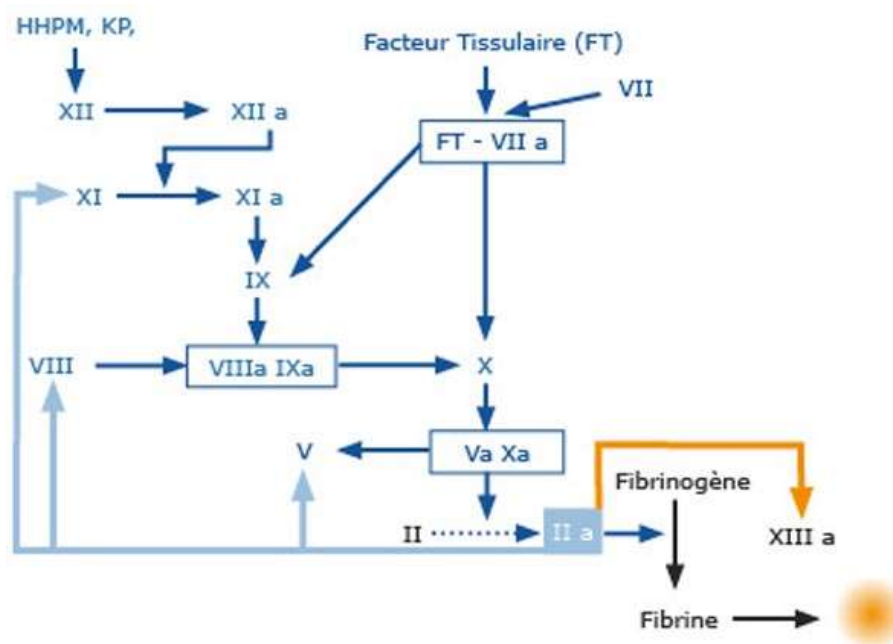 HHPM, KP,
Facteur Tissulaire (FT)
VII
XII
XII a
FT - VII a
XI
XI a
IX
VIII
VIIIa IXa
X
V
Va Xa
Fibrinogène
II
II a
XIII a
Fibrine